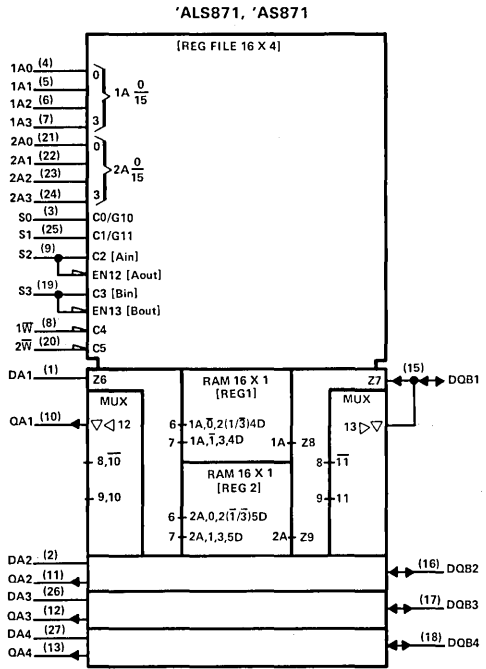 'ALS871, 'AS871
[REG FILE 16 X 4]
1A0 (4)
1A1 (5)
1A2 (6)
1A3 (7)
0
3
1A 0/15
2A0 (21)
2A1 (22)
2A2 (23)
2A3 (24)
0
3
2A 0/15
S0 (3) C0/G10
S1 (25) C1/G11
S2 (9) C2 [Ain]
EN12 [Aout]
S3 (19) C3 [Bin]
EN13 [Bout]
1W̅ (8) C4
2W̅ (20) C5
DA1 (1) Z6
RAM 16 X 1
[REG1]
Z7 (15) DQB1
MUX
MUX
QA1 (10) ▽◁ 12
6 1A,0̅,2(1/3̅)4D
7 1A,1̅,3,4D
1A Z8
13 ▷▽
8,1̅0̅
8 1̅1̅
RAM 16 X 1
[REG 2]
9,10
9 11
6 2A,0,2(1̅/3̅)5D
7 2A,1,3,5D
2A Z9
DA2 (2)
QA2 (11)
(16) DQB2
DA3 (26)
QA3 (12)
(17) DQB3
DA4 (27)
QA4 (13)
(18) DQB4